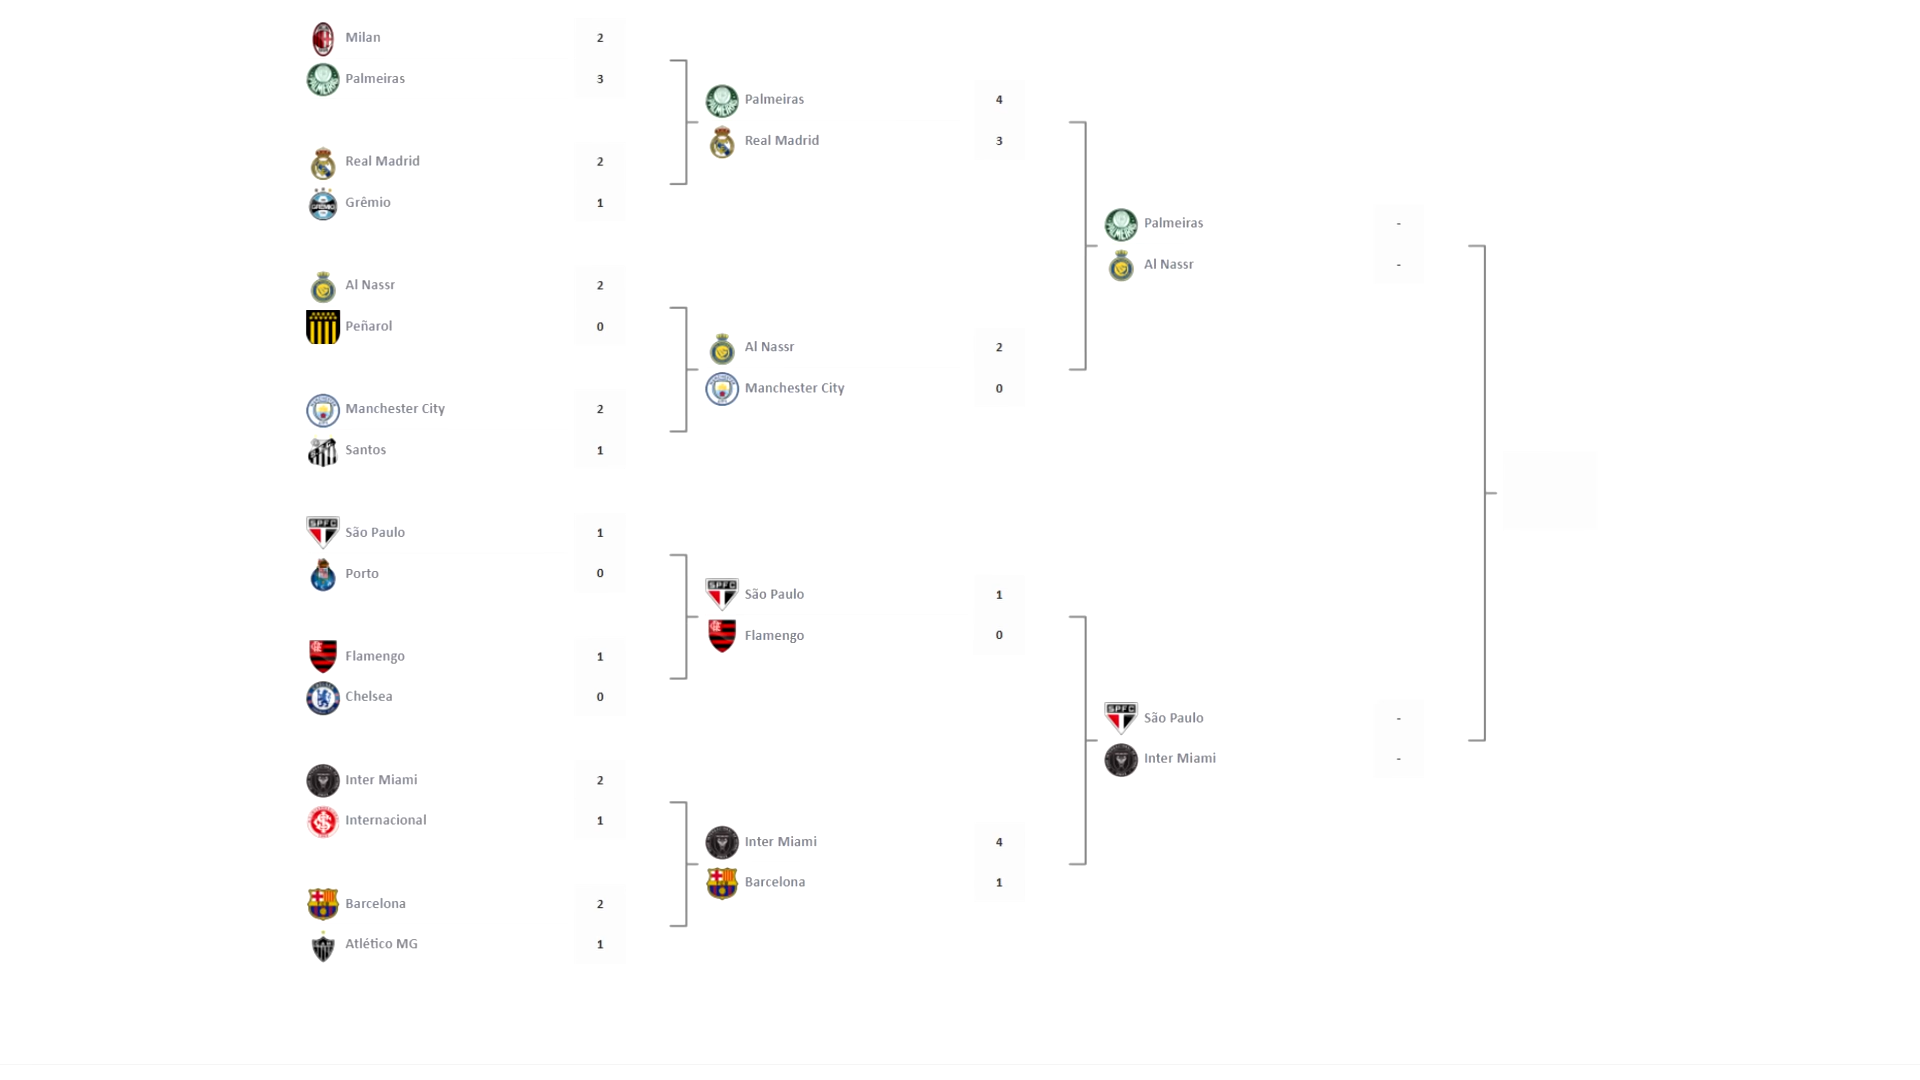 Milan 2
Palmeiras 3
Real Madrid 2
Grêmio 1
Al Nassr 2
Peñarol 0
Manchester City 2
Santos 1
São Paulo 1
Porto 0
Flamengo 1
Chelsea 0
Inter Miami 2
Internacional 1
Barcelona 2
Atlético MG 1
Palmeiras 4
Real Madrid 3
Al Nassr 2
Manchester City 0
São Paulo 1
Flamengo 0
Inter Miami 4
Barcelona 1
Palmeiras -
Al Nassr -
São Paulo -
Inter Miami -